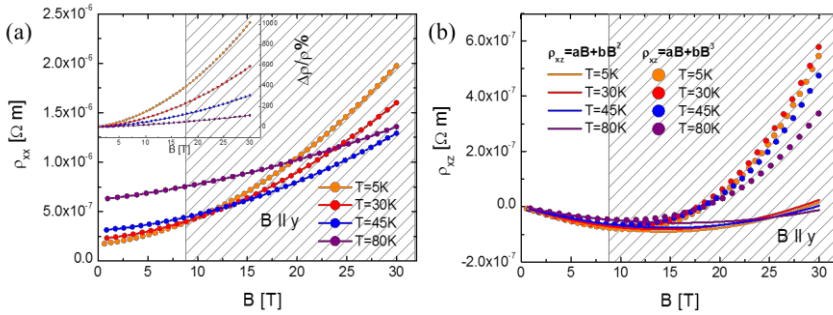 (a)
2.5x10⁻⁶
2.0x10⁻⁶
1.5x10⁻⁶
1.0x10⁻⁶
5.0x10⁻⁷
0.0
ρxx [Ω m]
0 5 10 15 20 25 30
B [T]
1000
800
600
400
200
0
Δρ/ρ%
5 10 15 20 25 30
B [T]
B || y
T=5K
T=30K
T=45K
T=80K
(b)
6.0x10⁻⁷
4.0x10⁻⁷
2.0x10⁻⁷
0.0
-2.0x10⁻⁷
ρxz [Ω m]
0 5 10 15 20 25 30
B [T]
ρxz=aB+bB² ρxz=aB+bB³
T=5K T=5K
T=30K T=30K
T=45K T=45K
T=80K T=80K
B || y